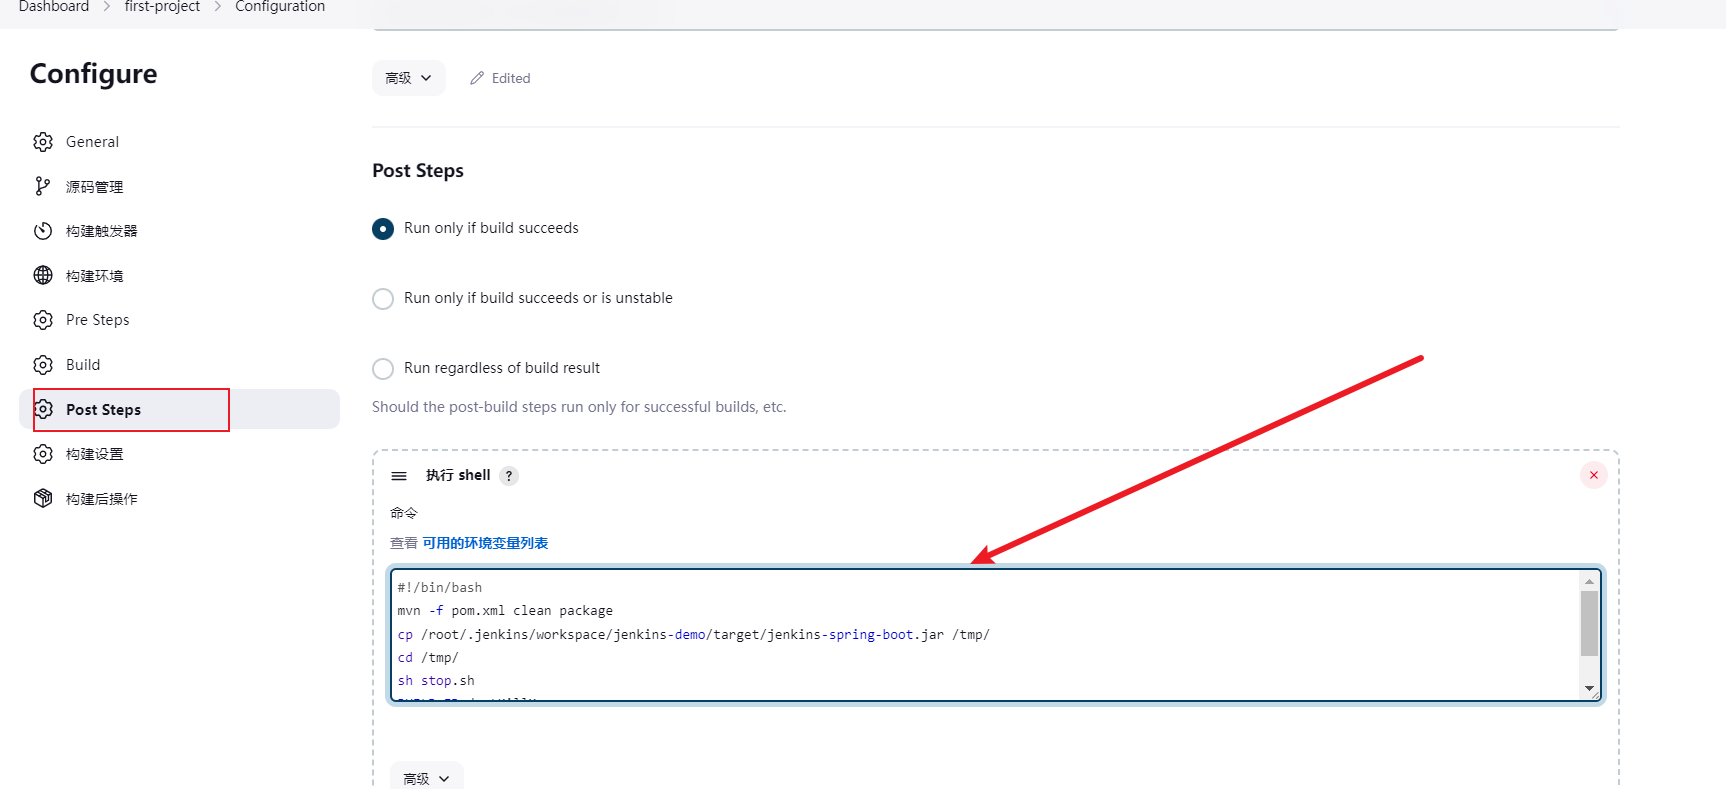 Dashboard > first-project > Configuration
Configure
General
源码管理
构建触发器
构建环境
Pre Steps
Build
Post Steps
构建设置
构建后操作
高级
Edited
Post Steps
Run only if build succeeds
Run only if build succeeds or is unstable
Run regardless of build result
Should the post-build steps run only for successful builds, etc.
执行 shell ?
命令
查看 可用的环境变量列表
#!/bin/bash
mvn -f pom.xml clean package
cp /root/.jenkins/workspace/jenkins-demo/target/jenkins-spring-boot.jar /tmp/
cd /tmp/
sh stop.sh
高级